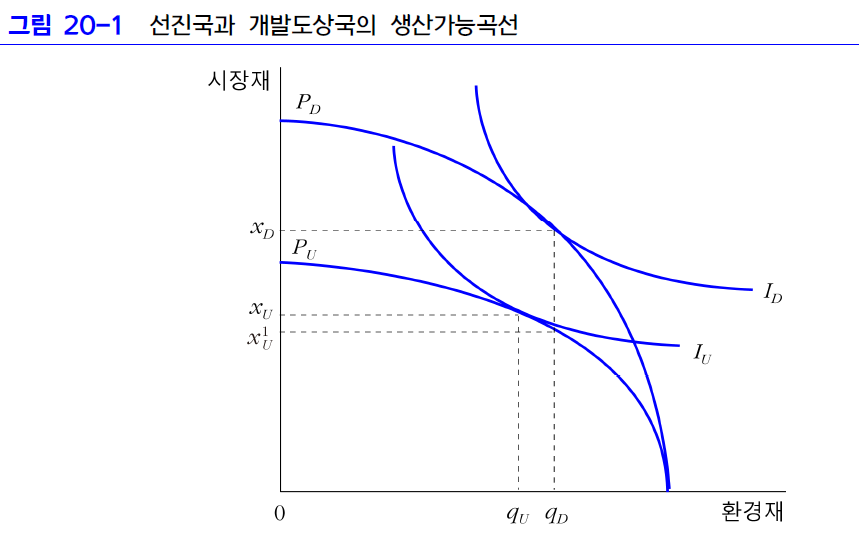 그림 20-1 선진국과 개발도상국의 생산가능곡선
시장재
P_D
x_D
P_U
I_D
x_U
x_U^1
I_U
0
q_U
q_D
환경재